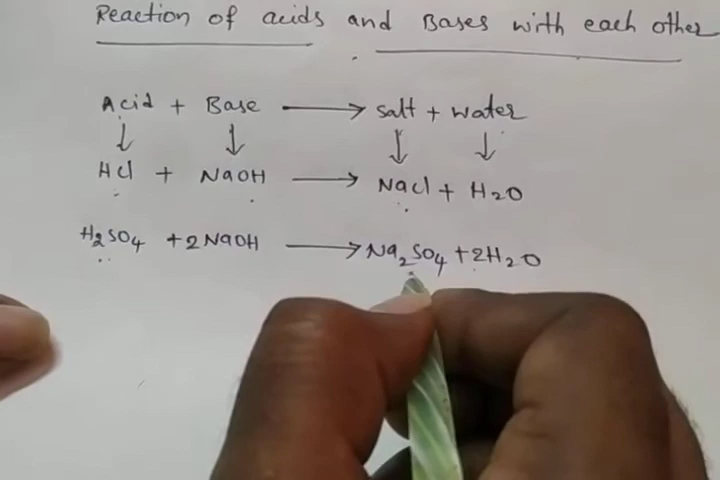 Reaction of acids and Bases with each other
Acid + Base → salt + water
↓ ↓ ↓ ↓
HCl + NaOH → NaCl + H₂O
H₂SO₄ + 2NaOH → Na₂SO₄ + 2H₂O